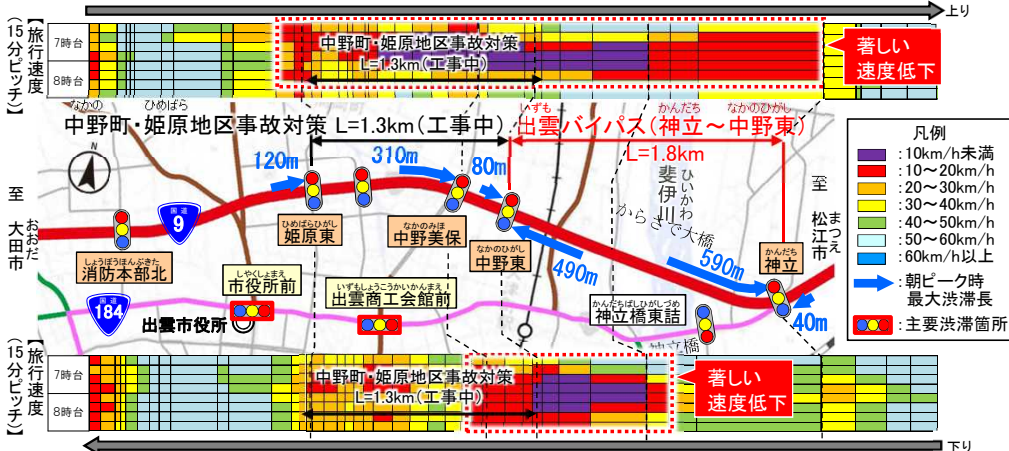 上り
【旅行速度
(15分ピッチ)】
7時台
8時台
中野町・姫原地区事故対策
L=1.3km(工事中)
著しい
速度低下
なかの ひめばら
中野町・姫原地区事故対策 L=1.3km(工事中)
いずも かんだち なかのひがし
出雲バイパス(神立~中野東)
L=1.8km
N
120m
310m
80m
490m
590m
40m
至 大田市
おおだ
至 松江市
まつえ
国道
9
国道
184
しょうぼうほんぶきた
消防本部北
ひめばらひがし
姫原東
なかのみほ
中野美保
なかのひがし
中野東
かんだち
神立
しやくしょまえ
市役所前
いずもしょうこうかいかんまえ
出雲商工会館前
かんだちばしひがしづめ
神立橋東詰
出雲市役所
斐伊川
ひいかわ
からさで大橋
神立橋
凡例
:10km/h未満
:10~20km/h
:20~30km/h
:30~40km/h
:40~50km/h
:50~60km/h
:60km/h以上
:朝ピーク時
最大渋滞長
:主要渋滞箇所
【旅行速度
(15分ピッチ)】
7時台
8時台
中野町・姫原地区事故対策
L=1.3km(工事中)
著しい
速度低下
下り